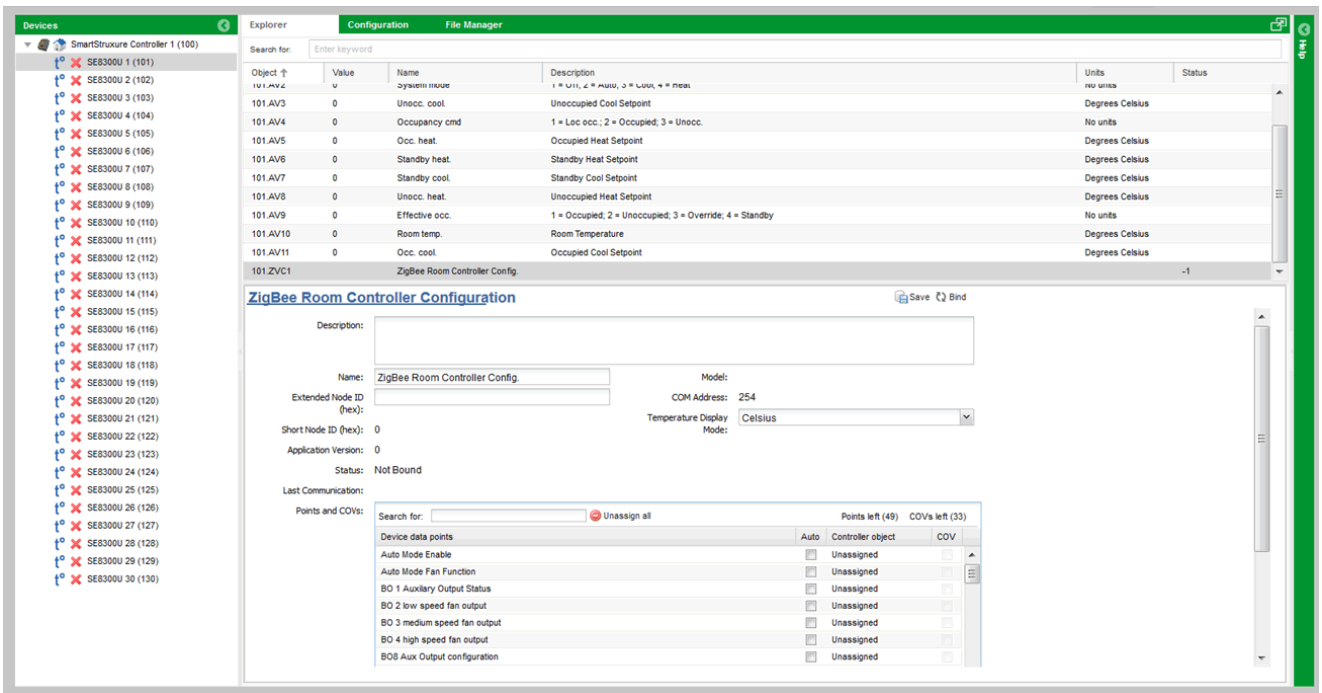 Devices
SmartStruxure Controller 1 (100)
SE8300U 1 (101)
SE8300U 2 (102)
SE8300U 3 (103)
SE8300U 4 (104)
SE8300U 5 (105)
SE8300U 6 (106)
SE8300U 7 (107)
SE8300U 8 (108)
SE8300U 9 (109)
SE8300U 10 (110)
SE8300U 11 (111)
SE8300U 12 (112)
SE8300U 13 (113)
SE8300U 14 (114)
SE8300U 15 (115)
SE8300U 16 (116)
SE8300U 17 (117)
SE8300U 18 (118)
SE8300U 19 (119)
SE8300U 20 (120)
SE8300U 21 (121)
SE8300U 22 (122)
SE8300U 23 (123)
SE8300U 24 (124)
SE8300U 25 (125)
SE8300U 26 (126)
SE8300U 27 (127)
SE8300U 28 (128)
SE8300U 29 (129)
SE8300U 30 (130)
Explorer Configuration File Manager
Search for: Enter keyword
Object Value Name Description Units Status
101.AV2 0 System mode 1 = Off; 2 = Auto; 3 = Cool; 4 = Heat No units
101.AV3 0 Unocc. cool. Unoccupied Cool Setpoint Degrees Celsius
101.AV4 0 Occupancy cmd 1 = Loc occ.; 2 = Occupied; 3 = Unocc. No units
101.AV5 0 Occ. heat. Occupied Heat Setpoint Degrees Celsius
101.AV6 0 Standby heat. Standby Heat Setpoint Degrees Celsius
101.AV7 0 Standby cool. Standby Cool Setpoint Degrees Celsius
101.AV8 0 Unocc. heat. Unoccupied Heat Setpoint Degrees Celsius
101.AV9 0 Effective occ. 1 = Occupied; 2 = Unoccupied; 3 = Override; 4 = Standby No units
101.AV10 0 Room temp. Room Temperature Degrees Celsius
101.AV11 0 Occ. cool. Occupied Cool Setpoint Degrees Celsius
101.ZVC1 ZigBee Room Controller Config. -1
ZigBee Room Controller Configuration Save Bind
Description:
Name: ZigBee Room Controller Config. Model:
Extended Node ID (hex): COM Address: 254
Temperature Display Mode: Celsius
Short Node ID (hex): 0
Application Version: 0
Status: Not Bound
Last Communication:
Points and COVs:
Search for: Unassign all Points left (49) COVs left (33)
Device data points Auto Controller object COV
Auto Mode Enable Unassigned
Auto Mode Fan Function Unassigned
BO 1 Auxilary Output Status Unassigned
BO 2 low speed fan output Unassigned
BO 3 medium speed fan output Unassigned
BO 4 high speed fan output Unassigned
BO8 Aux Output configuration Unassigned
Help